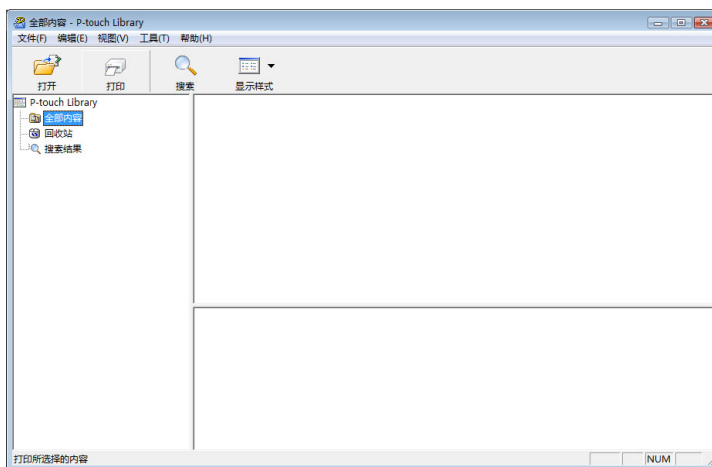 全部内容 - P-touch Library
文件(F) 编辑(E) 视图(V) 工具(T) 帮助(H)
打开 打印 搜索 显示样式
P-touch Library
全部内容
回收站
搜索结果
打印所选择的内容 NUM